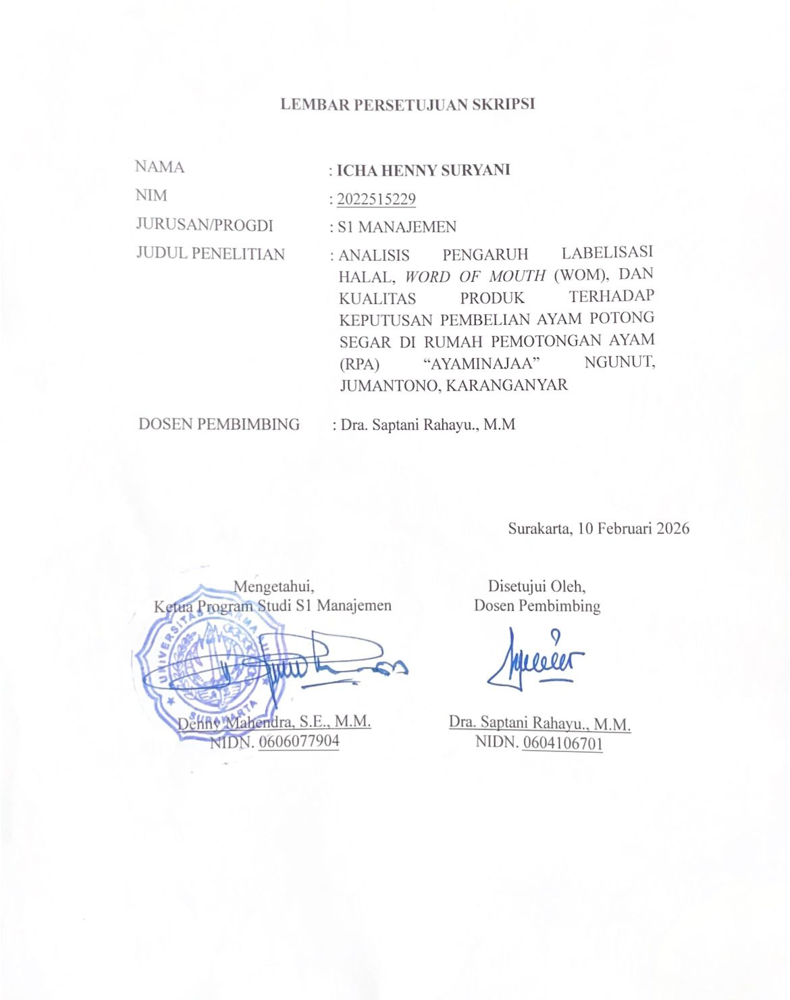 LEMBAR PERSETUJUAN SKRIPSI
NAMA : ICHA HENNY SURYANI
NIM : 2022515229
JURUSAN/PROGDI : S1 MANAJEMEN
JUDUL PENELITIAN : ANALISIS PENGARUH LABELISASI
HALAL, WORD OF MOUTH (WOM), DAN
KUALITAS PRODUK TERHADAP
KEPUTUSAN PEMBELIAN AYAM POTONG
SEGAR DI RUMAH PEMOTONGAN AYAM
(RPA) “AYAMINAJAA” NGUNUT,
JUMANTONO, KARANGANYAR
DOSEN PEMBIMBING : Dra. Saptani Rahayu., M.M
Surakarta, 10 Februari 2026
Mengetahui,
Ketua Program Studi S1 Manajemen
Disetujui Oleh,
Dosen Pembimbing
UNIVERSITAS DHARMA
SURAKARTA
Denny Mahendra, S.E., M.M.
NIDN. 0606077904
Dra. Saptani Rahayu., M.M.
NIDN. 0604106701